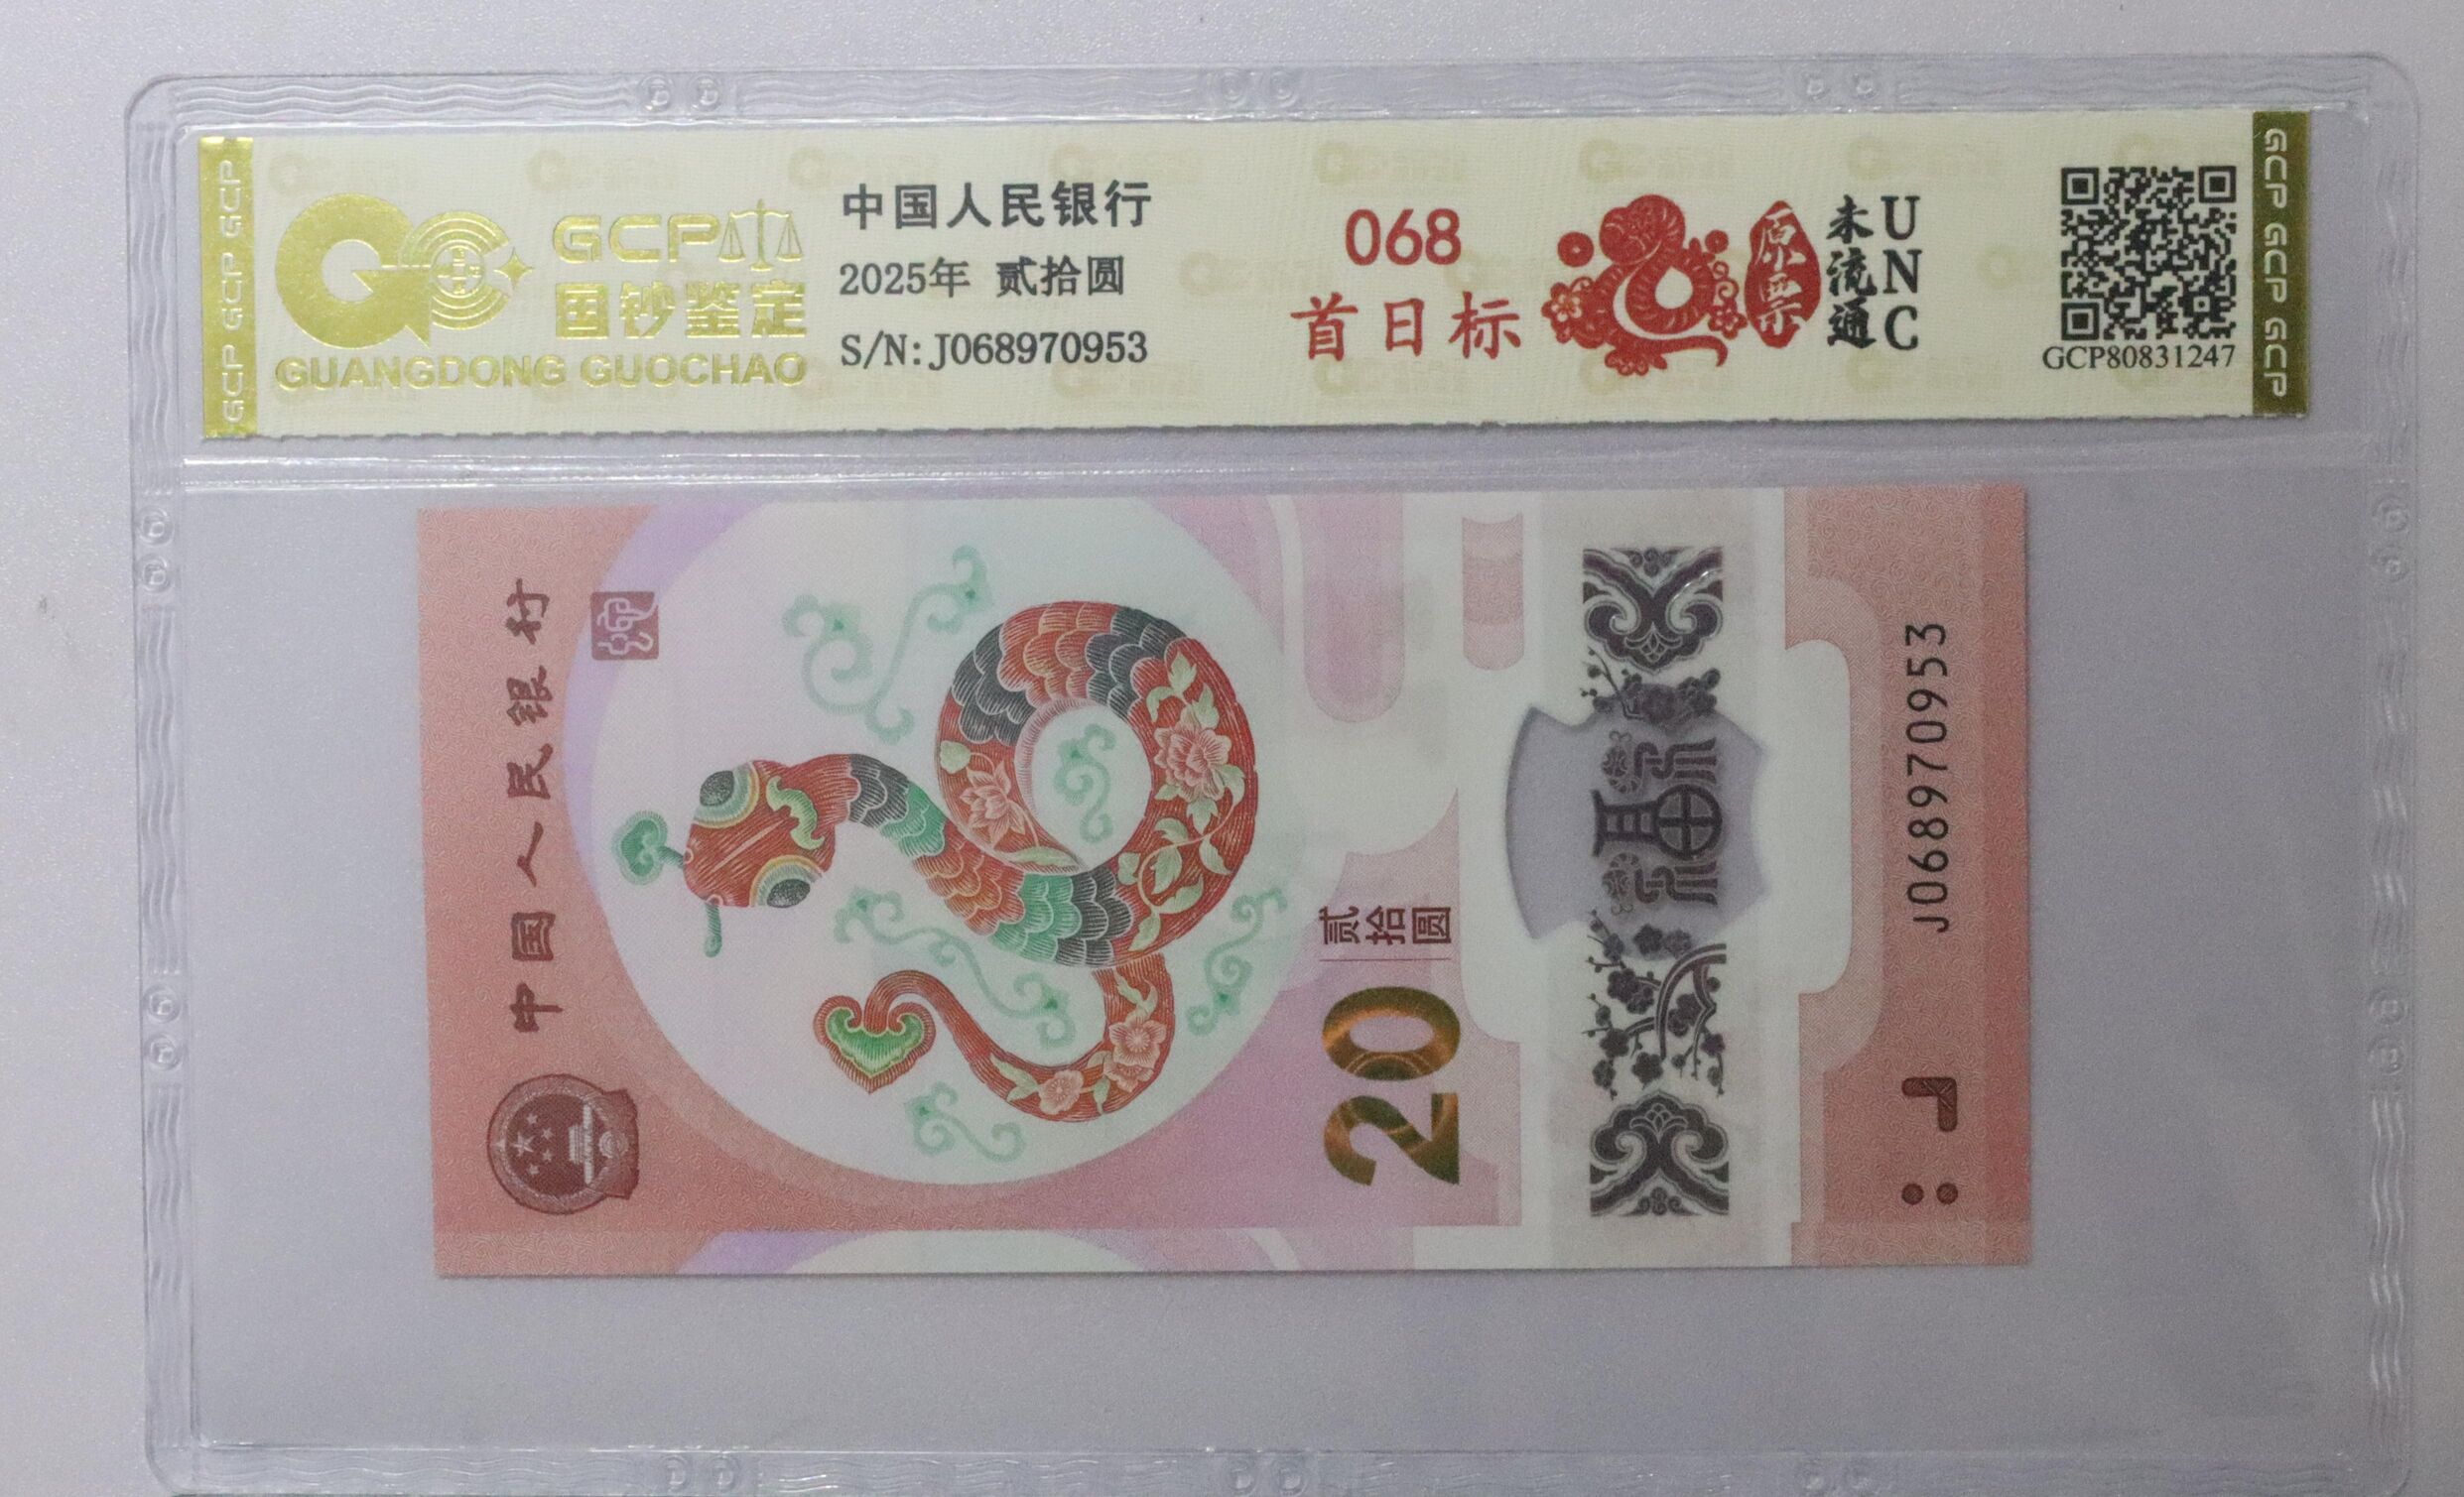 GCP GCP GCP
GCP
国钞鉴定
GUANGDONG GUOCHAO
中国人民银行
2025年 贰拾圆
S/N: J068970953
068
首日标
原票
未流通
UNC
GCP80831247
GCP GCP GCP
中国人民银行
贰拾圆
20
福
J068970953